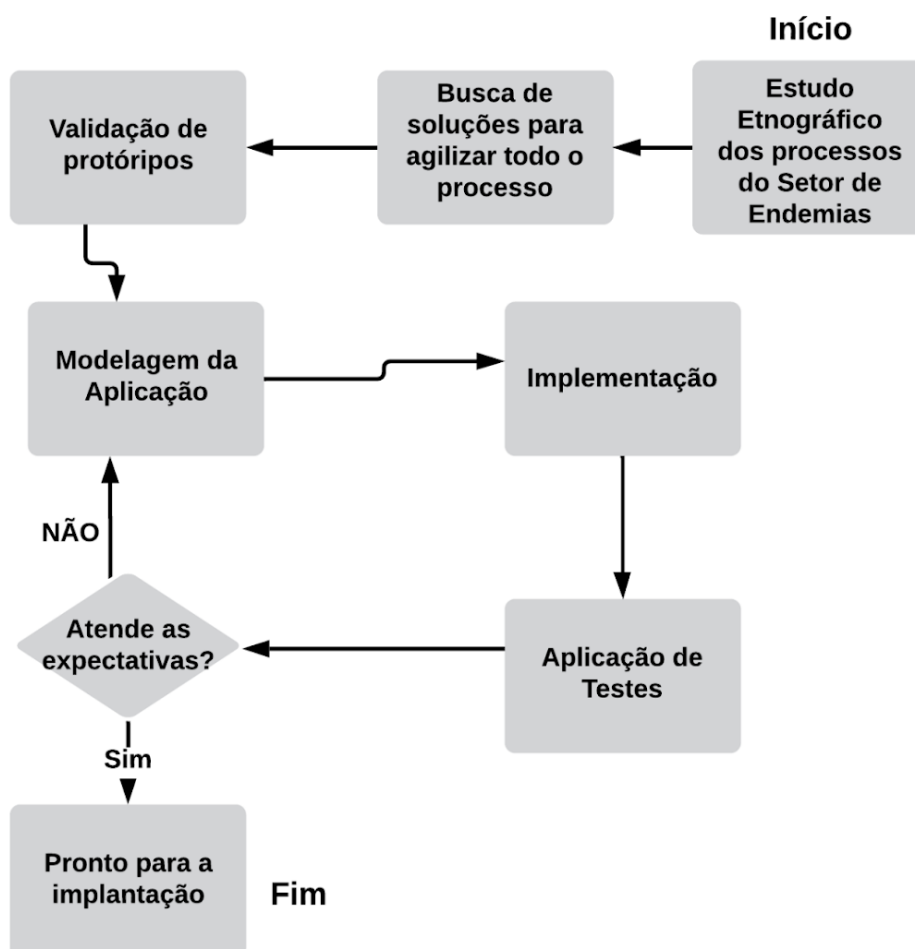 Início
Estudo
Etnográfico
dos processos
do Setor de
Endemias
Busca de
soluções para
agilizar todo o
processo
Validação de
protóripos
Modelagem da
Aplicação
Implementação
Aplicação de
Testes
Atende as
expectativas?
NÃO
Sim
Pronto para a
implantação
Fim